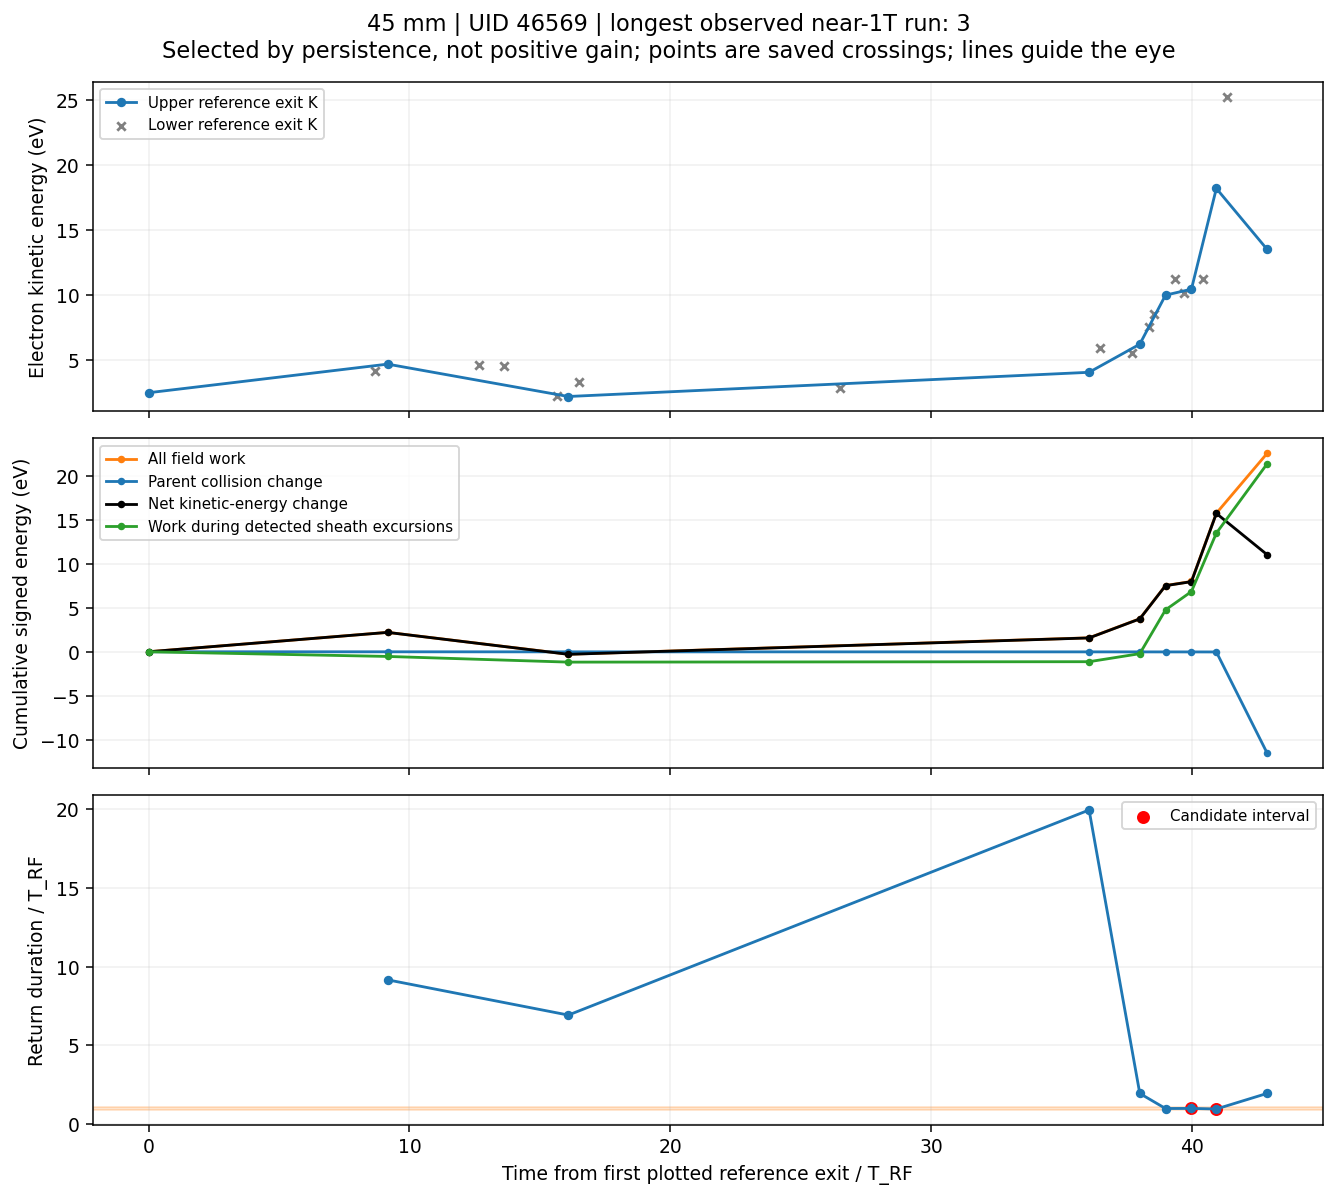 45 mm | UID 46569 | longest observed near-1T run: 3
Selected by persistence, not positive gain; points are saved crossings; lines guide the eye
Electron kinetic energy (eV)
25
20
15
10
5
Upper reference exit K
Lower reference exit K
Cumulative signed energy (eV)
20
15
10
5
0
−5
−10
All field work
Parent collision change
Net kinetic-energy change
Work during detected sheath excursions
Return duration / T_RF
20
15
10
5
0
Candidate interval
0
10
20
30
40
Time from first plotted reference exit / T_RF